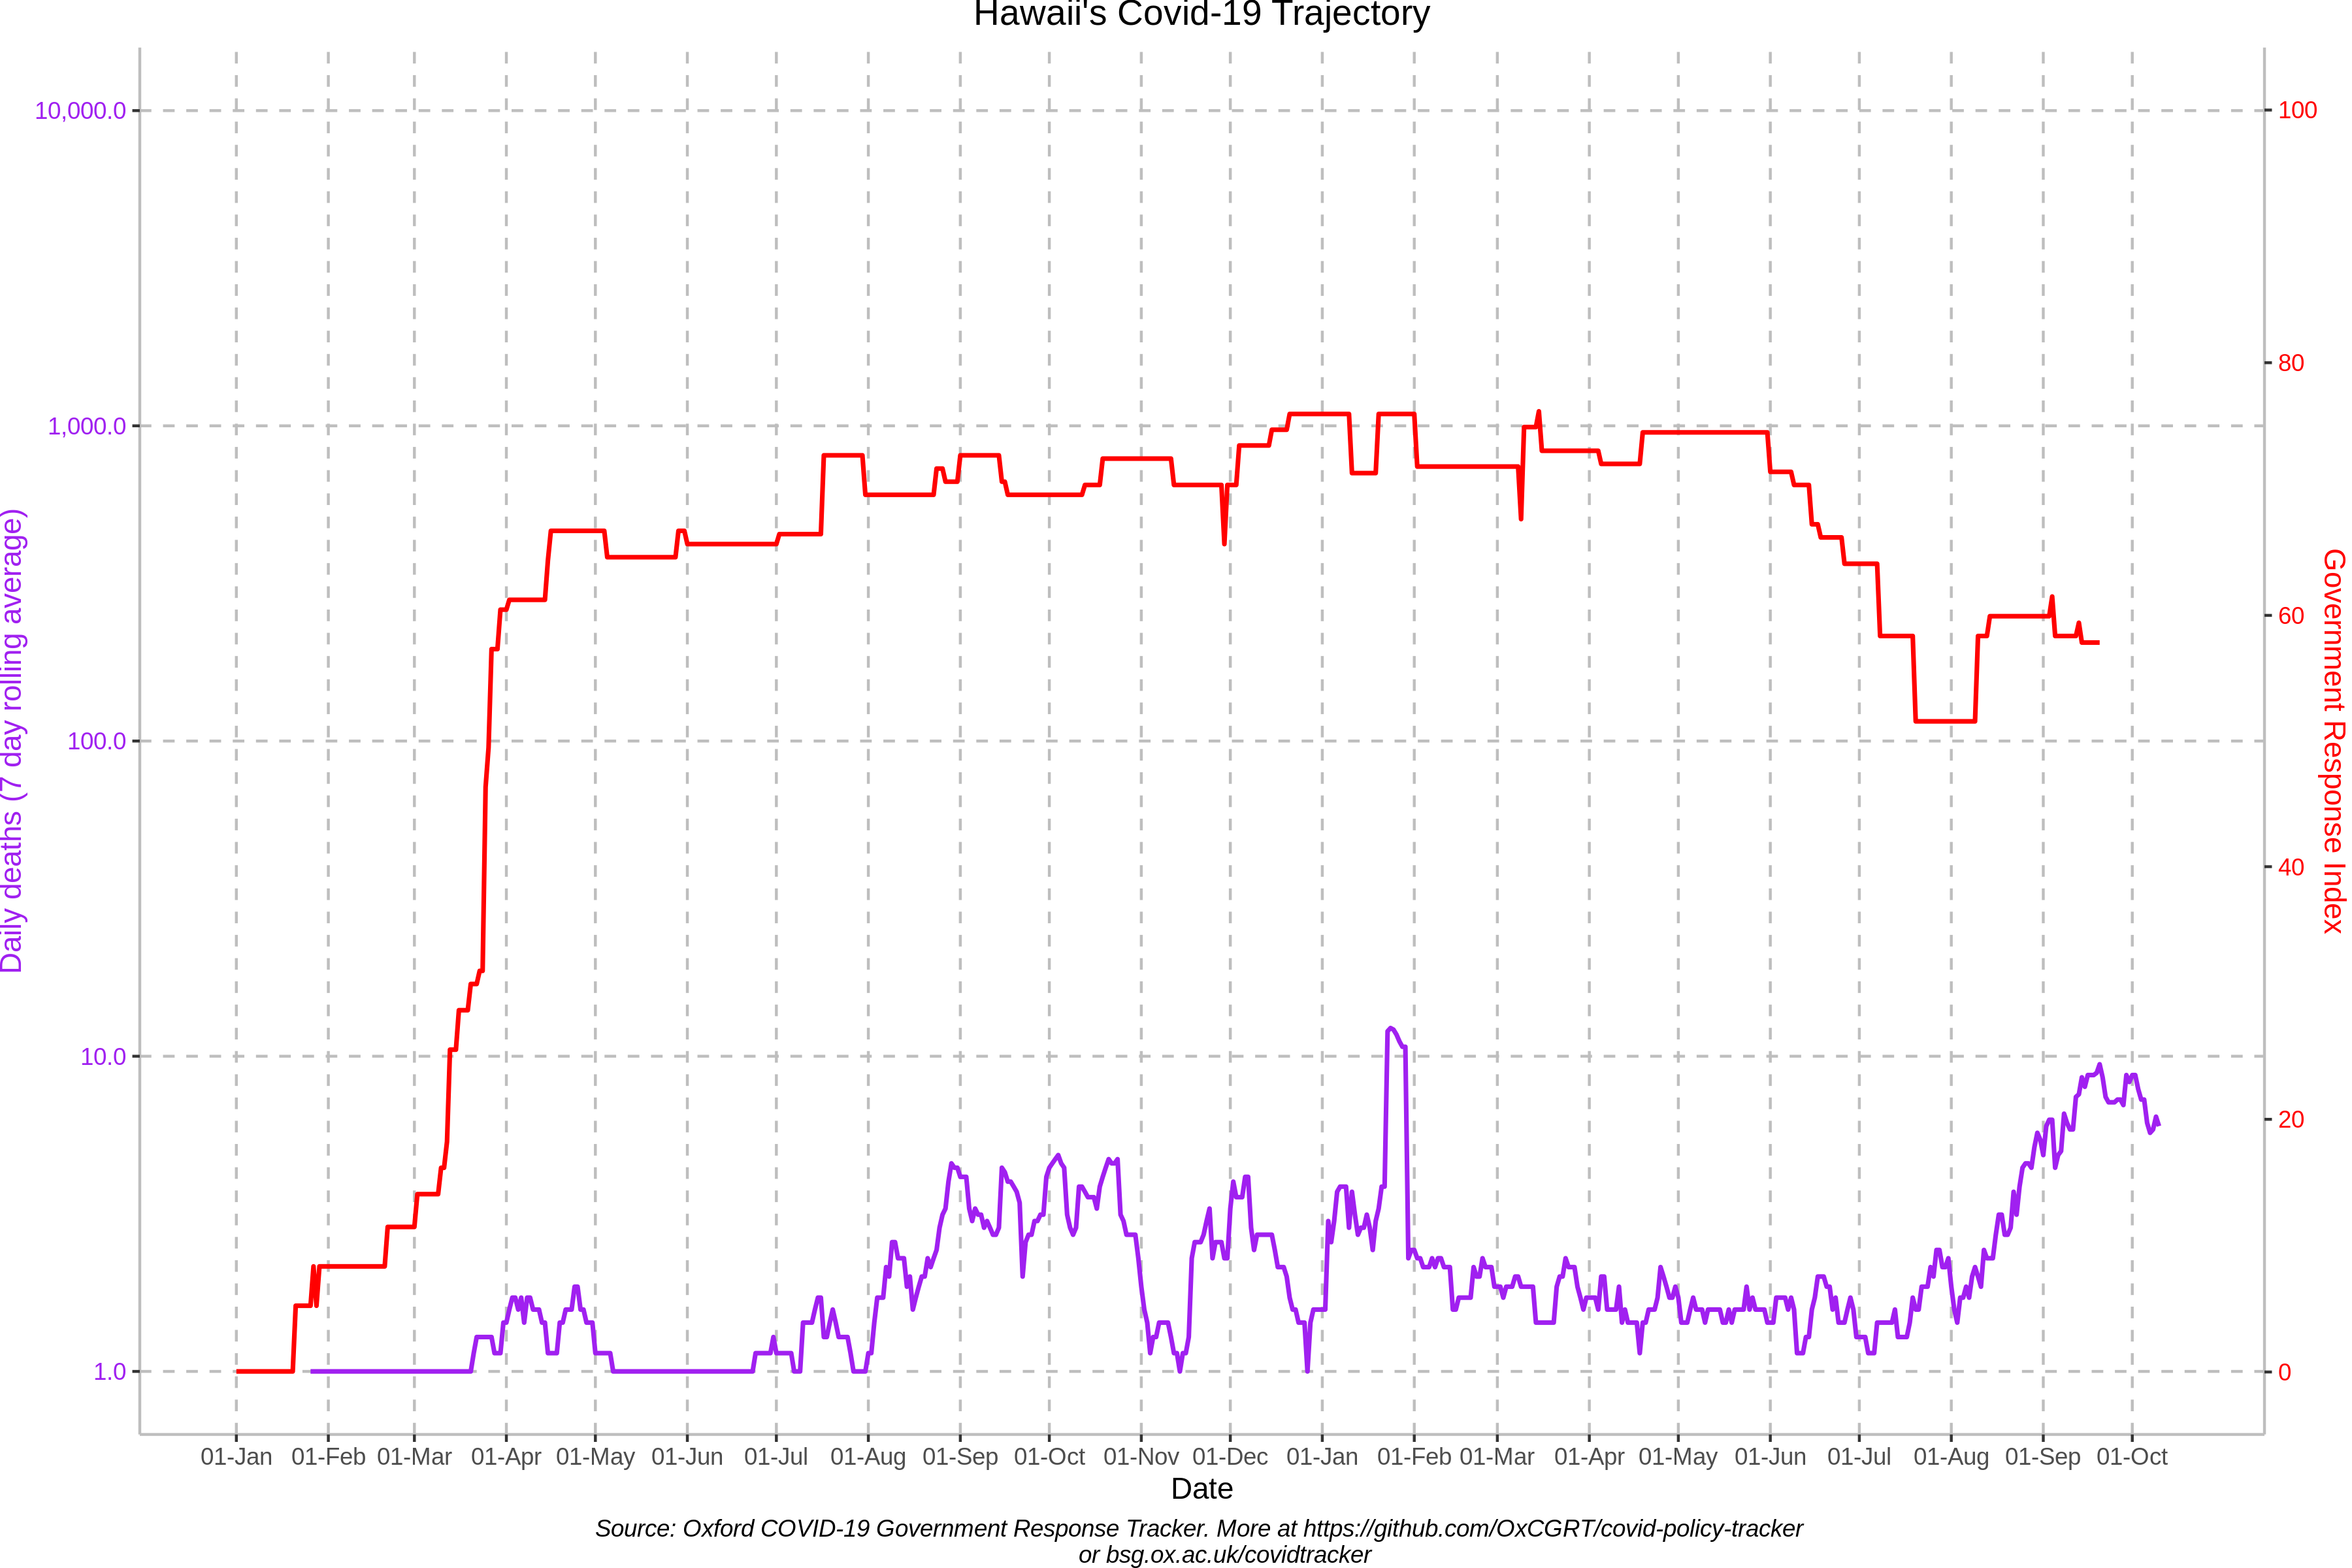 Hawaii's Covid-19 Trajectory
10,000.0
1,000.0
100.0
10.0
1.0
Daily deaths (7 day rolling average)
100
80
60
40
20
0
Government Response Index
01-Jan 01-Feb 01-Mar 01-Apr 01-May 01-Jun 01-Jul 01-Aug 01-Sep 01-Oct 01-Nov 01-Dec 01-Jan 01-Feb 01-Mar 01-Apr 01-May 01-Jun 01-Jul 01-Aug 01-Sep 01-Oct
Date
Source: Oxford COVID-19 Government Response Tracker. More at https://github.com/OxCGRT/covid-policy-tracker
or bsg.ox.ac.uk/covidtracker